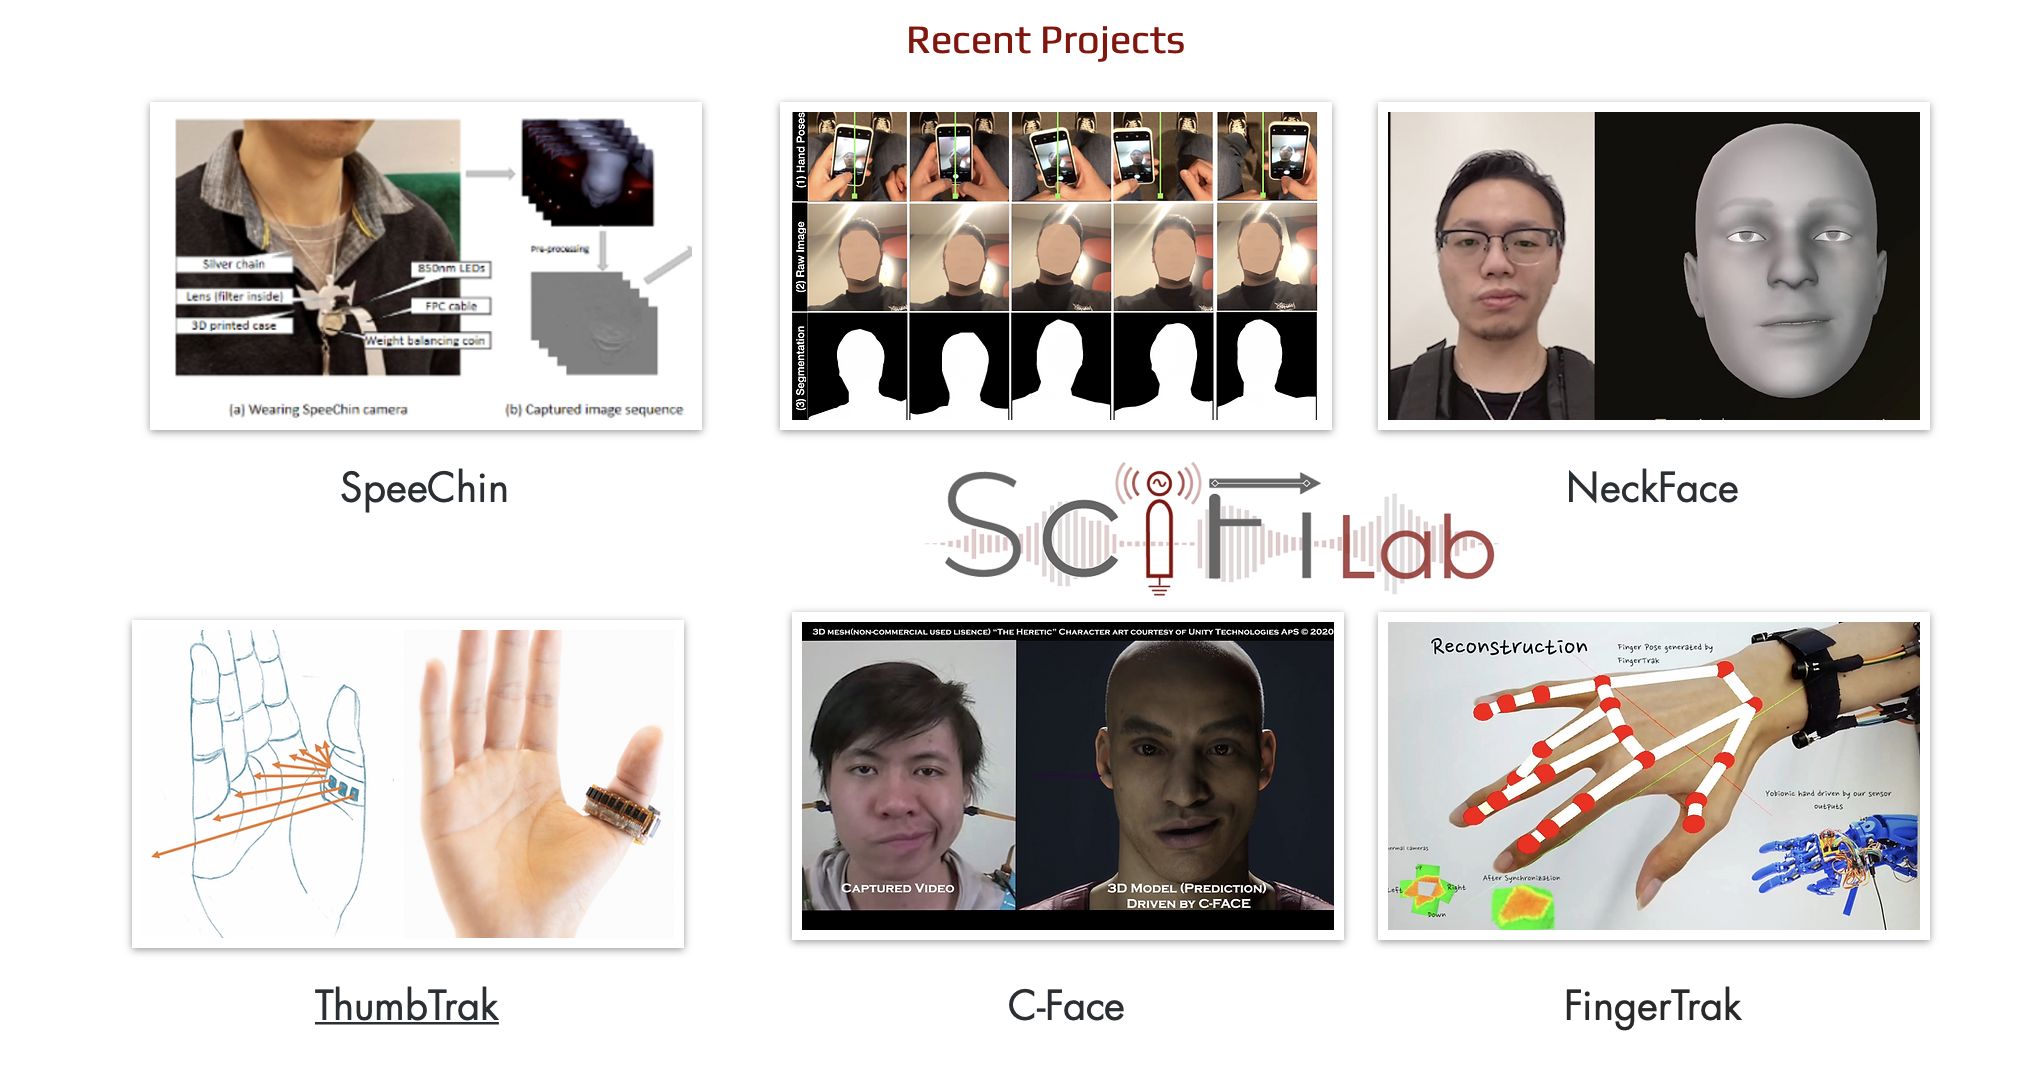 Recent Projects
Silver chain
Lens (filter inside)
3D printed case
850nm LEDs
FPC cable
Weight balancing coin
Pre-processing
(a) Wearing SpeeChin camera
(b) Captured image sequence
(1) Hand Poses
(2) Raw Image
(3) Segmentation
SpeeChin
SciFi Lab
NeckFace
3D mesh(non-commercial used lisence) "The Heretic" Character art courtesy of Unity Technologies ApS © 2020
Captured Video
3D Model (Prediction)
Driven by C-Face
Reconstruction
Finger Pose generated by
FingerTrak
Yobionic hand driven by our sensor
outputs
ermal cameras
Up
Left
Right
Down
After Synchronization
ThumbTrak
C-Face
FingerTrak